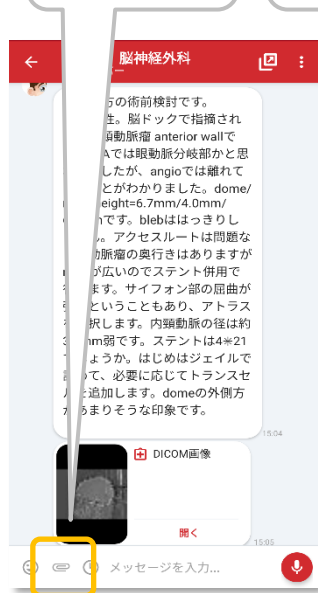 脳神経外科
方の術前検討です。
性。脳ドックで指摘され
頸動脈瘤 anterior wallで
Aでは眼動脈分岐部かと思
したが、angioでは離れて
とがわかりました。dome/
eight=6.7mm/4.0mm/
です。blebははっきりし
ん。アクセスルートは問題な
動脈瘤の奥行きはありますが
が広いのでステント併用で
ます。サイフォン部の屈曲が
ということもあり、アトラス
択します。内頸動脈の径は約
mm弱です。ステントは4✳21
しょうか。はじめはジェイルで
て、必要に応じてトランスセ
追加します。domeの外側方
あまりそうな印象です。
15:04
DICOM画像
開く
15:05
メッセージを入力...